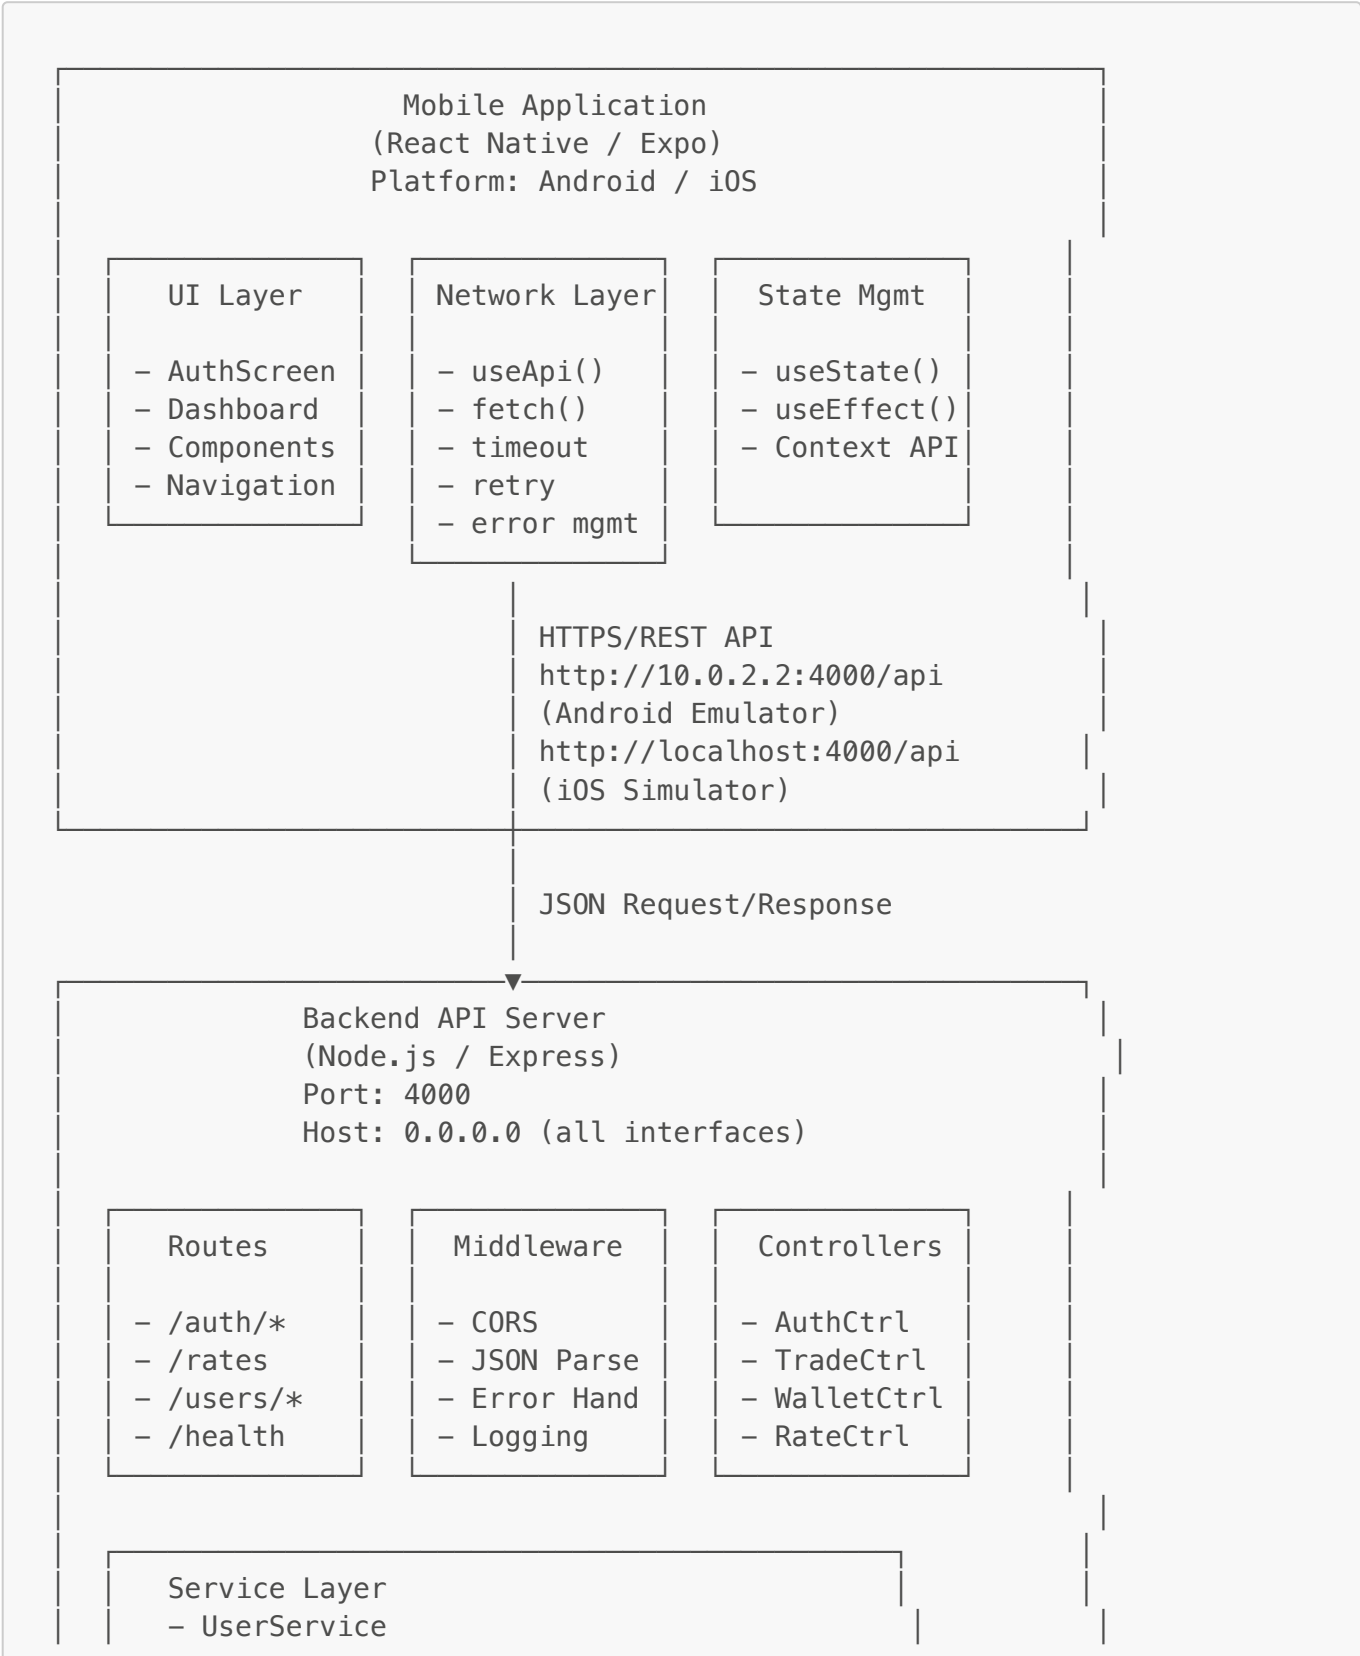 Mobile Application
(React Native / Expo)
Platform: Android / iOS
UI Layer Network Layer State Mgmt
- AuthScreen - useApi() - useState()
- Dashboard - fetch() - useEffect()
- Components - timeout - Context API
- Navigation - retry
- error mgmt
HTTPS/REST API
http://10.0.2.2:4000/api
(Android Emulator)
http://localhost:4000/api
(iOS Simulator)
JSON Request/Response
Backend API Server
(Node.js / Express)
Port: 4000
Host: 0.0.0.0 (all interfaces)
Routes Middleware Controllers
- /auth/* - CORS - AuthCtrl
- /rates - JSON Parse - TradeCtrl
- /users/* - Error Hand - WalletCtrl
- /health - Logging - RateCtrl
Service Layer
- UserService